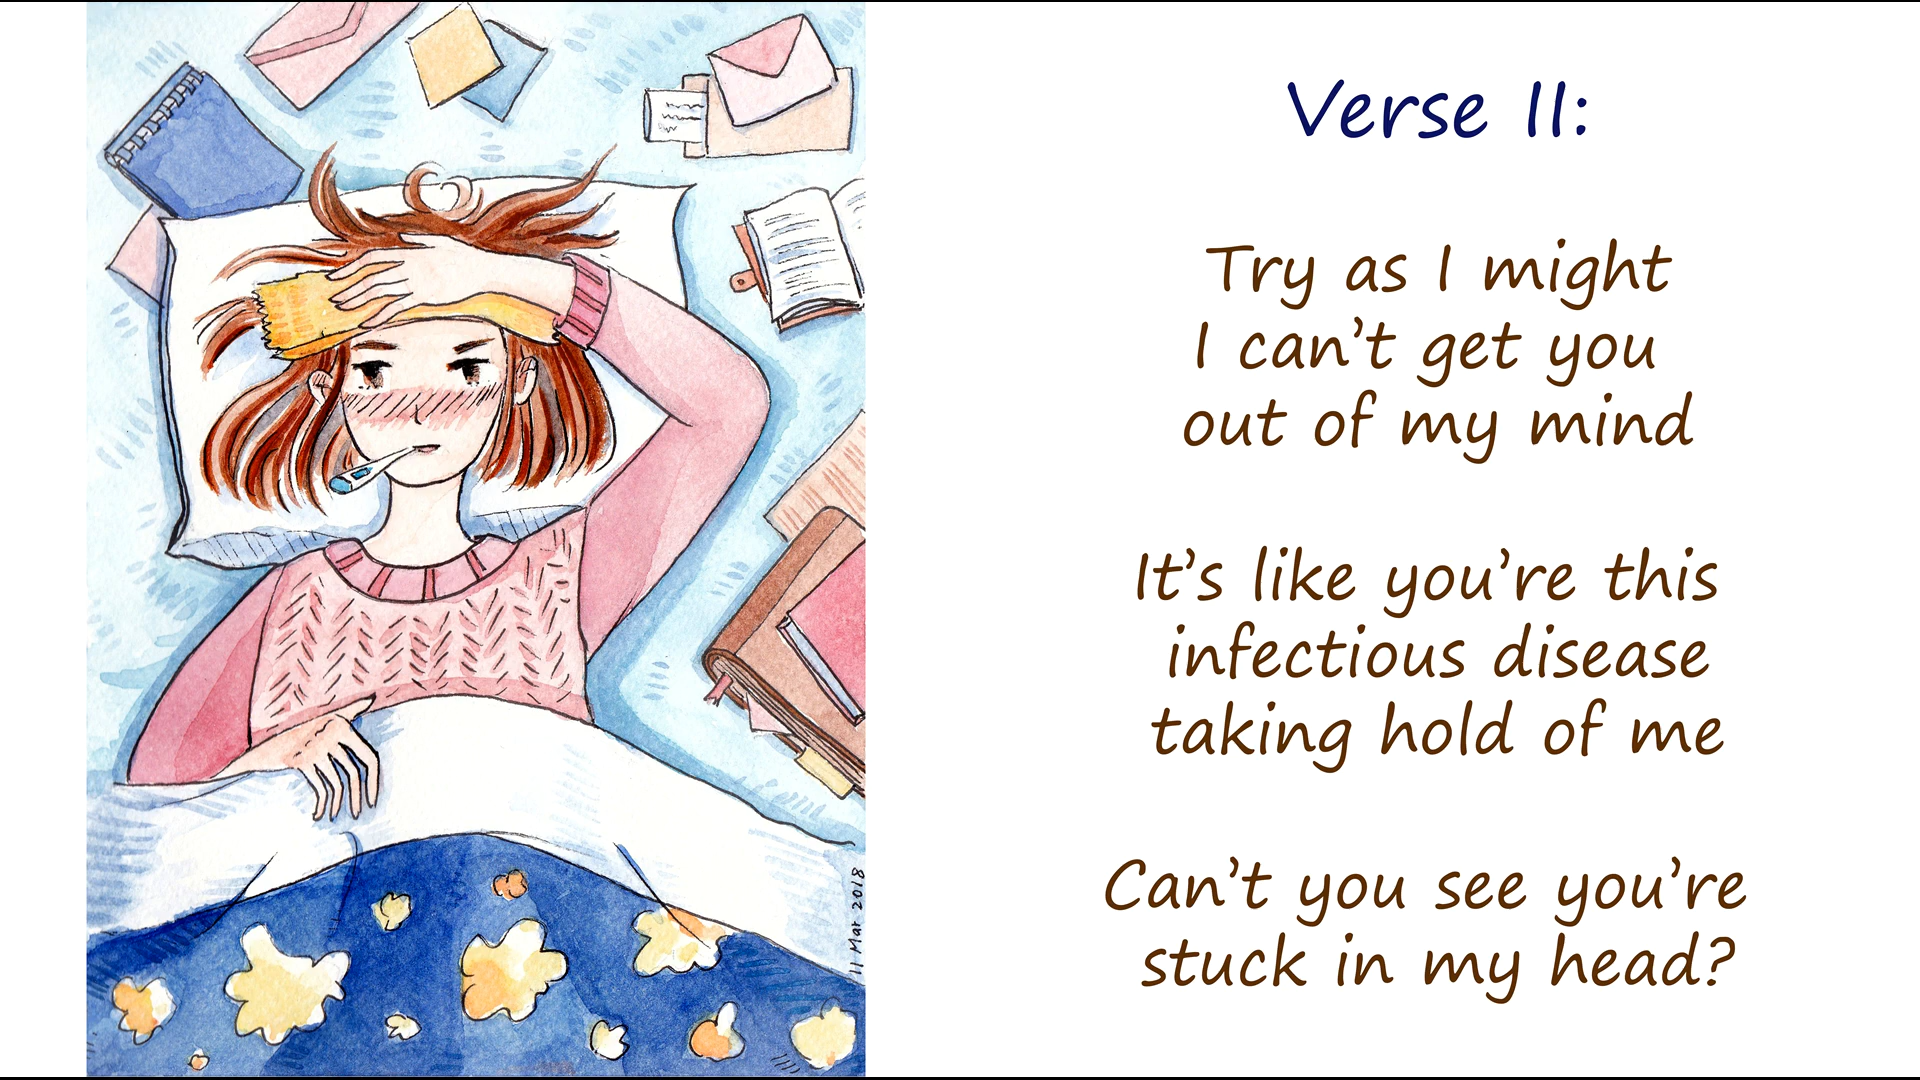 Verse II:
Try as I might
I can't get you
out of my mind
It's like you're this
infectious disease
taking hold of me
Can't you see you're
stuck in my head?
11 Mar 2018